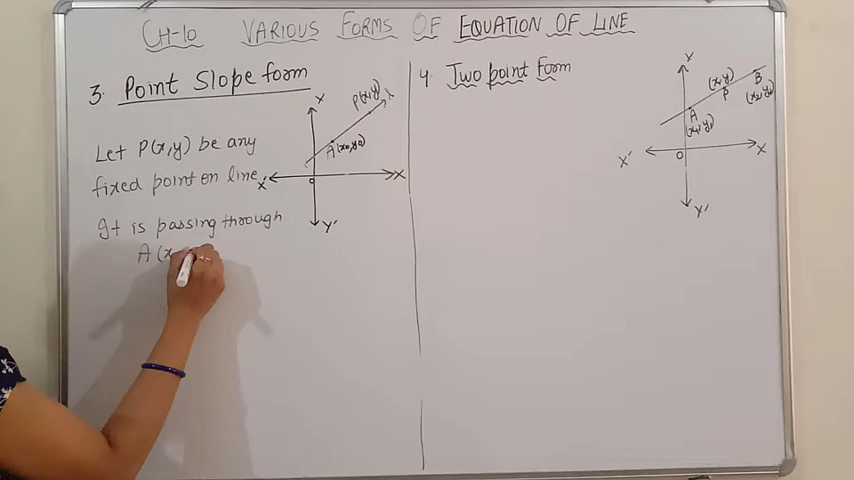 CH-10 VARIOUS FORMS OF EQUATION OF LINE
3. Point Slope form
X
P(x,y)
A(x0,y0)
X'
O
X
Y'
Let P(x,y) be any
fixed point on line
It is passing through
A(x
4. Two point form
X
(x,y)
P
B
(x2,y2)
A
(x1,y1)
X'
O
X
Y'